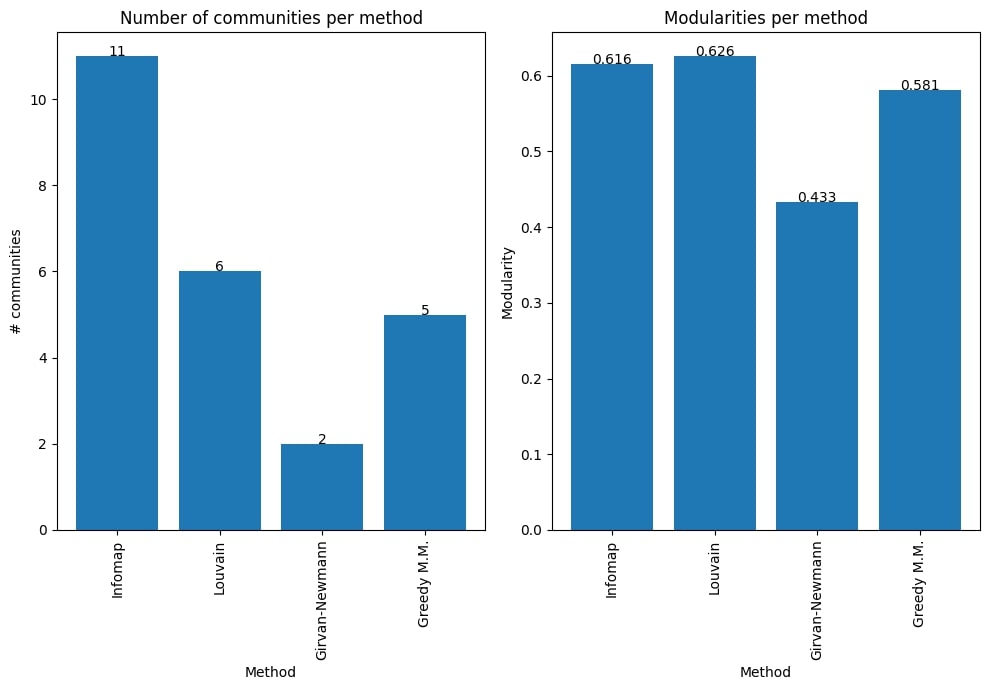 Number of communities per method
# communities
10
8
6
4
2
0
11
6
2
5
Infomap
Louvain
Girvan-Newmann
Greedy M.M.
Method
Modularities per method
Modularity
0.6
0.5
0.4
0.3
0.2
0.1
0.0
0.616
0.626
0.433
0.581
Infomap
Louvain
Girvan-Newmann
Greedy M.M.
Method